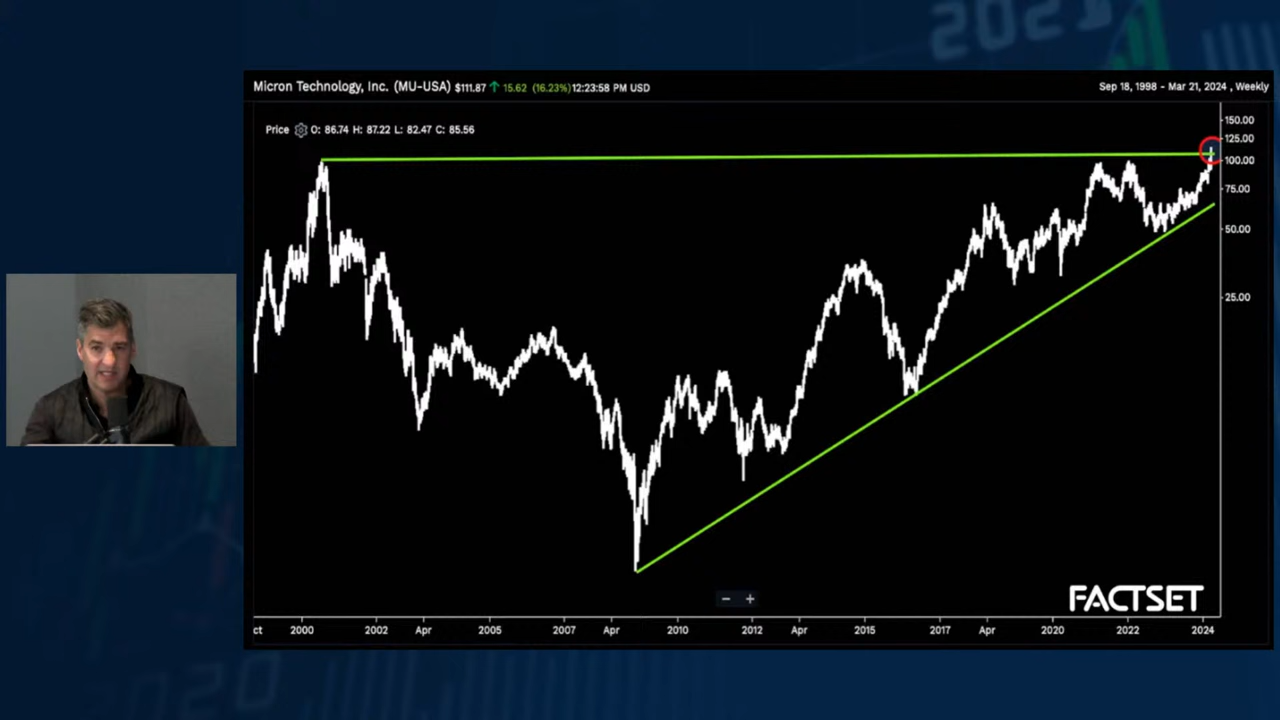 2021
Micron Technology, Inc. (MU-USA) $111.87 ↑ 15.62 (16.23%) 12:23:58 PM USD
Sep 18, 1998 - Mar 21, 2024 , Weekly
Price O: 86.74 H: 87.22 L: 82.47 C: 85.56
150.00
125.00
100.00
75.00
50.00
25.00
− +
FACTSET
ct 2000 2002 Apr 2005 2007 Apr 2010 2012 Apr 2015 2017 Apr 2020 2022 2024
2020